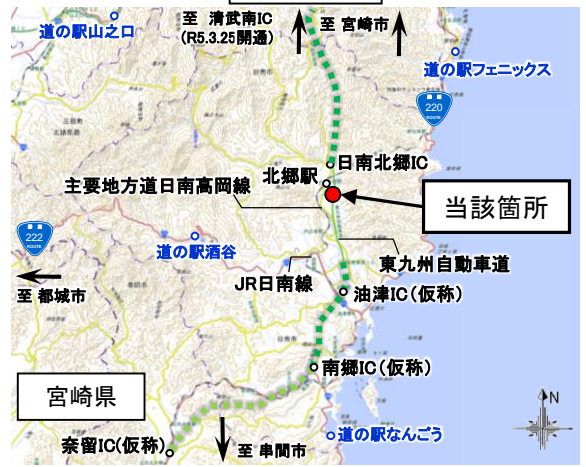 至 清武南IC
(R5.3.25開通)
至 宮崎市
道の駅山之口
道の駅フェニックス
220
ROUTE
日南北郷IC
北郷駅
主要地方道日南高岡線
当該箇所
222
ROUTE
道の駅酒谷
東九州自動車道
JR日南線
至 都城市
油津IC(仮称)
南郷IC(仮称)
宮崎県
N
道の駅なんごう
奈留IC(仮称)
至 串間市